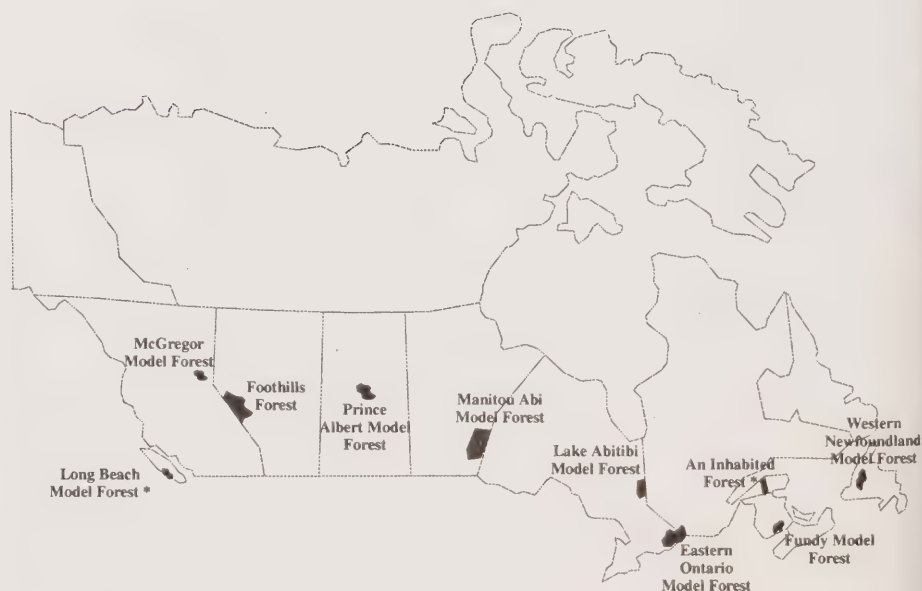 McGregor
Model Forest
Foothills
Forest
Prince
Albert Model
Forest
Manitou Abi
Model Forest
Long Beach
Model Forest *
Lake Abitibi
Model Forest
An Inhabited
Forest *
Western
Newfoundland
Model Forest
Fundy Model
Forest
Eastern
Ontario
Model Forest